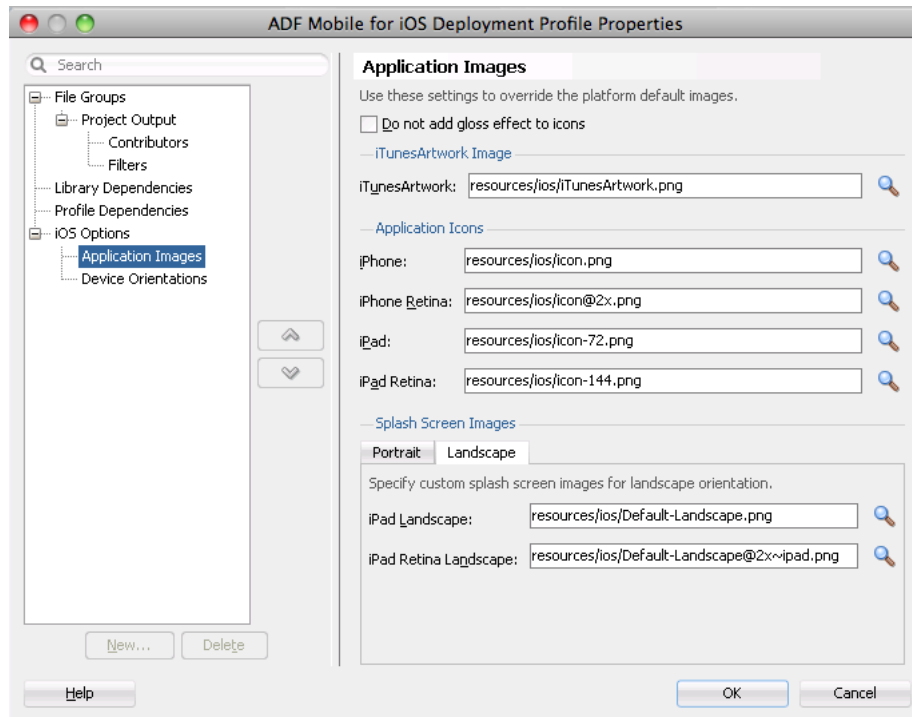 ADF Mobile for iOS Deployment Profile Properties
Search
File Groups
Project Output
Contributors
Filters
Library Dependencies
Profile Dependencies
iOS Options
Application Images
Device Orientations
New...
Delete
Application Images
Use these settings to override the platform default images.
Do not add gloss effect to icons
iTunesArtwork Image
iTunesArtwork: resources/ios/iTunesArtwork.png
Application Icons
iPhone: resources/ios/icon.png
iPhone Retina: resources/ios/icon@2x.png
iPad: resources/ios/icon-72.png
iPad Retina: resources/ios/icon-144.png
Splash Screen Images
Portrait Landscape
Specify custom splash screen images for landscape orientation.
iPad Landscape: resources/ios/Default-Landscape.png
iPad Retina Landscape: resources/ios/Default-Landscape@2x~ipad.png
Help OK Cancel